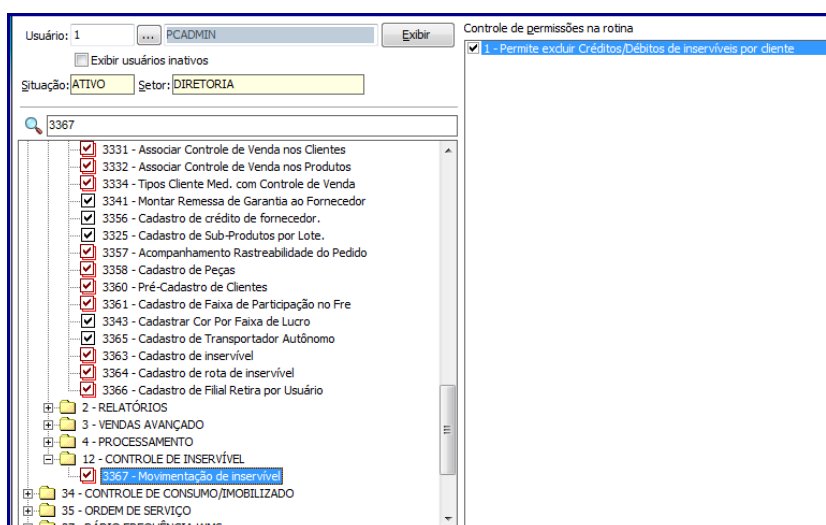 Usuário: 1 ... PCADMIN Exibir
Exibir usuários inativos
Situação: ATIVO Setor: DIRETORIA
3367
3331 - Associar Controle de Venda nos Clientes
3332 - Associar Controle de Venda nos Produtos
3334 - Tipos Cliente Med. com Controle de Venda
3341 - Montar Remessa de Garantia ao Fornecedor
3356 - Cadastro de crédito de fornecedor.
3325 - Cadastro de Sub-Produtos por Lote.
3357 - Acompanhamento Rastreabilidade do Pedido
3358 - Cadastro de Peças
3360 - Pré-Cadastro de Clientes
3361 - Cadastro de Faixa de Participação no Fre
3343 - Cadastrar Cor Por Faixa de Lucro
3365 - Cadastro de Transportador Autônomo
3363 - Cadastro de inservível
3364 - Cadastro de rota de inservível
3366 - Cadastro de Filial Retira por Usuário
2 - RELATÓRIOS
3 - VENDAS AVANÇADO
4 - PROCESSAMENTO
12 - CONTROLE DE INSERVÍVEL
3367 - Movimentação de inservível
34 - CONTROLE DE CONSUMO/IMOBILIZADO
35 - ORDEM DE SERVIÇO
Controle de permissões na rotina
1 - Permite excluir Créditos/Débitos de inservíveis por cliente